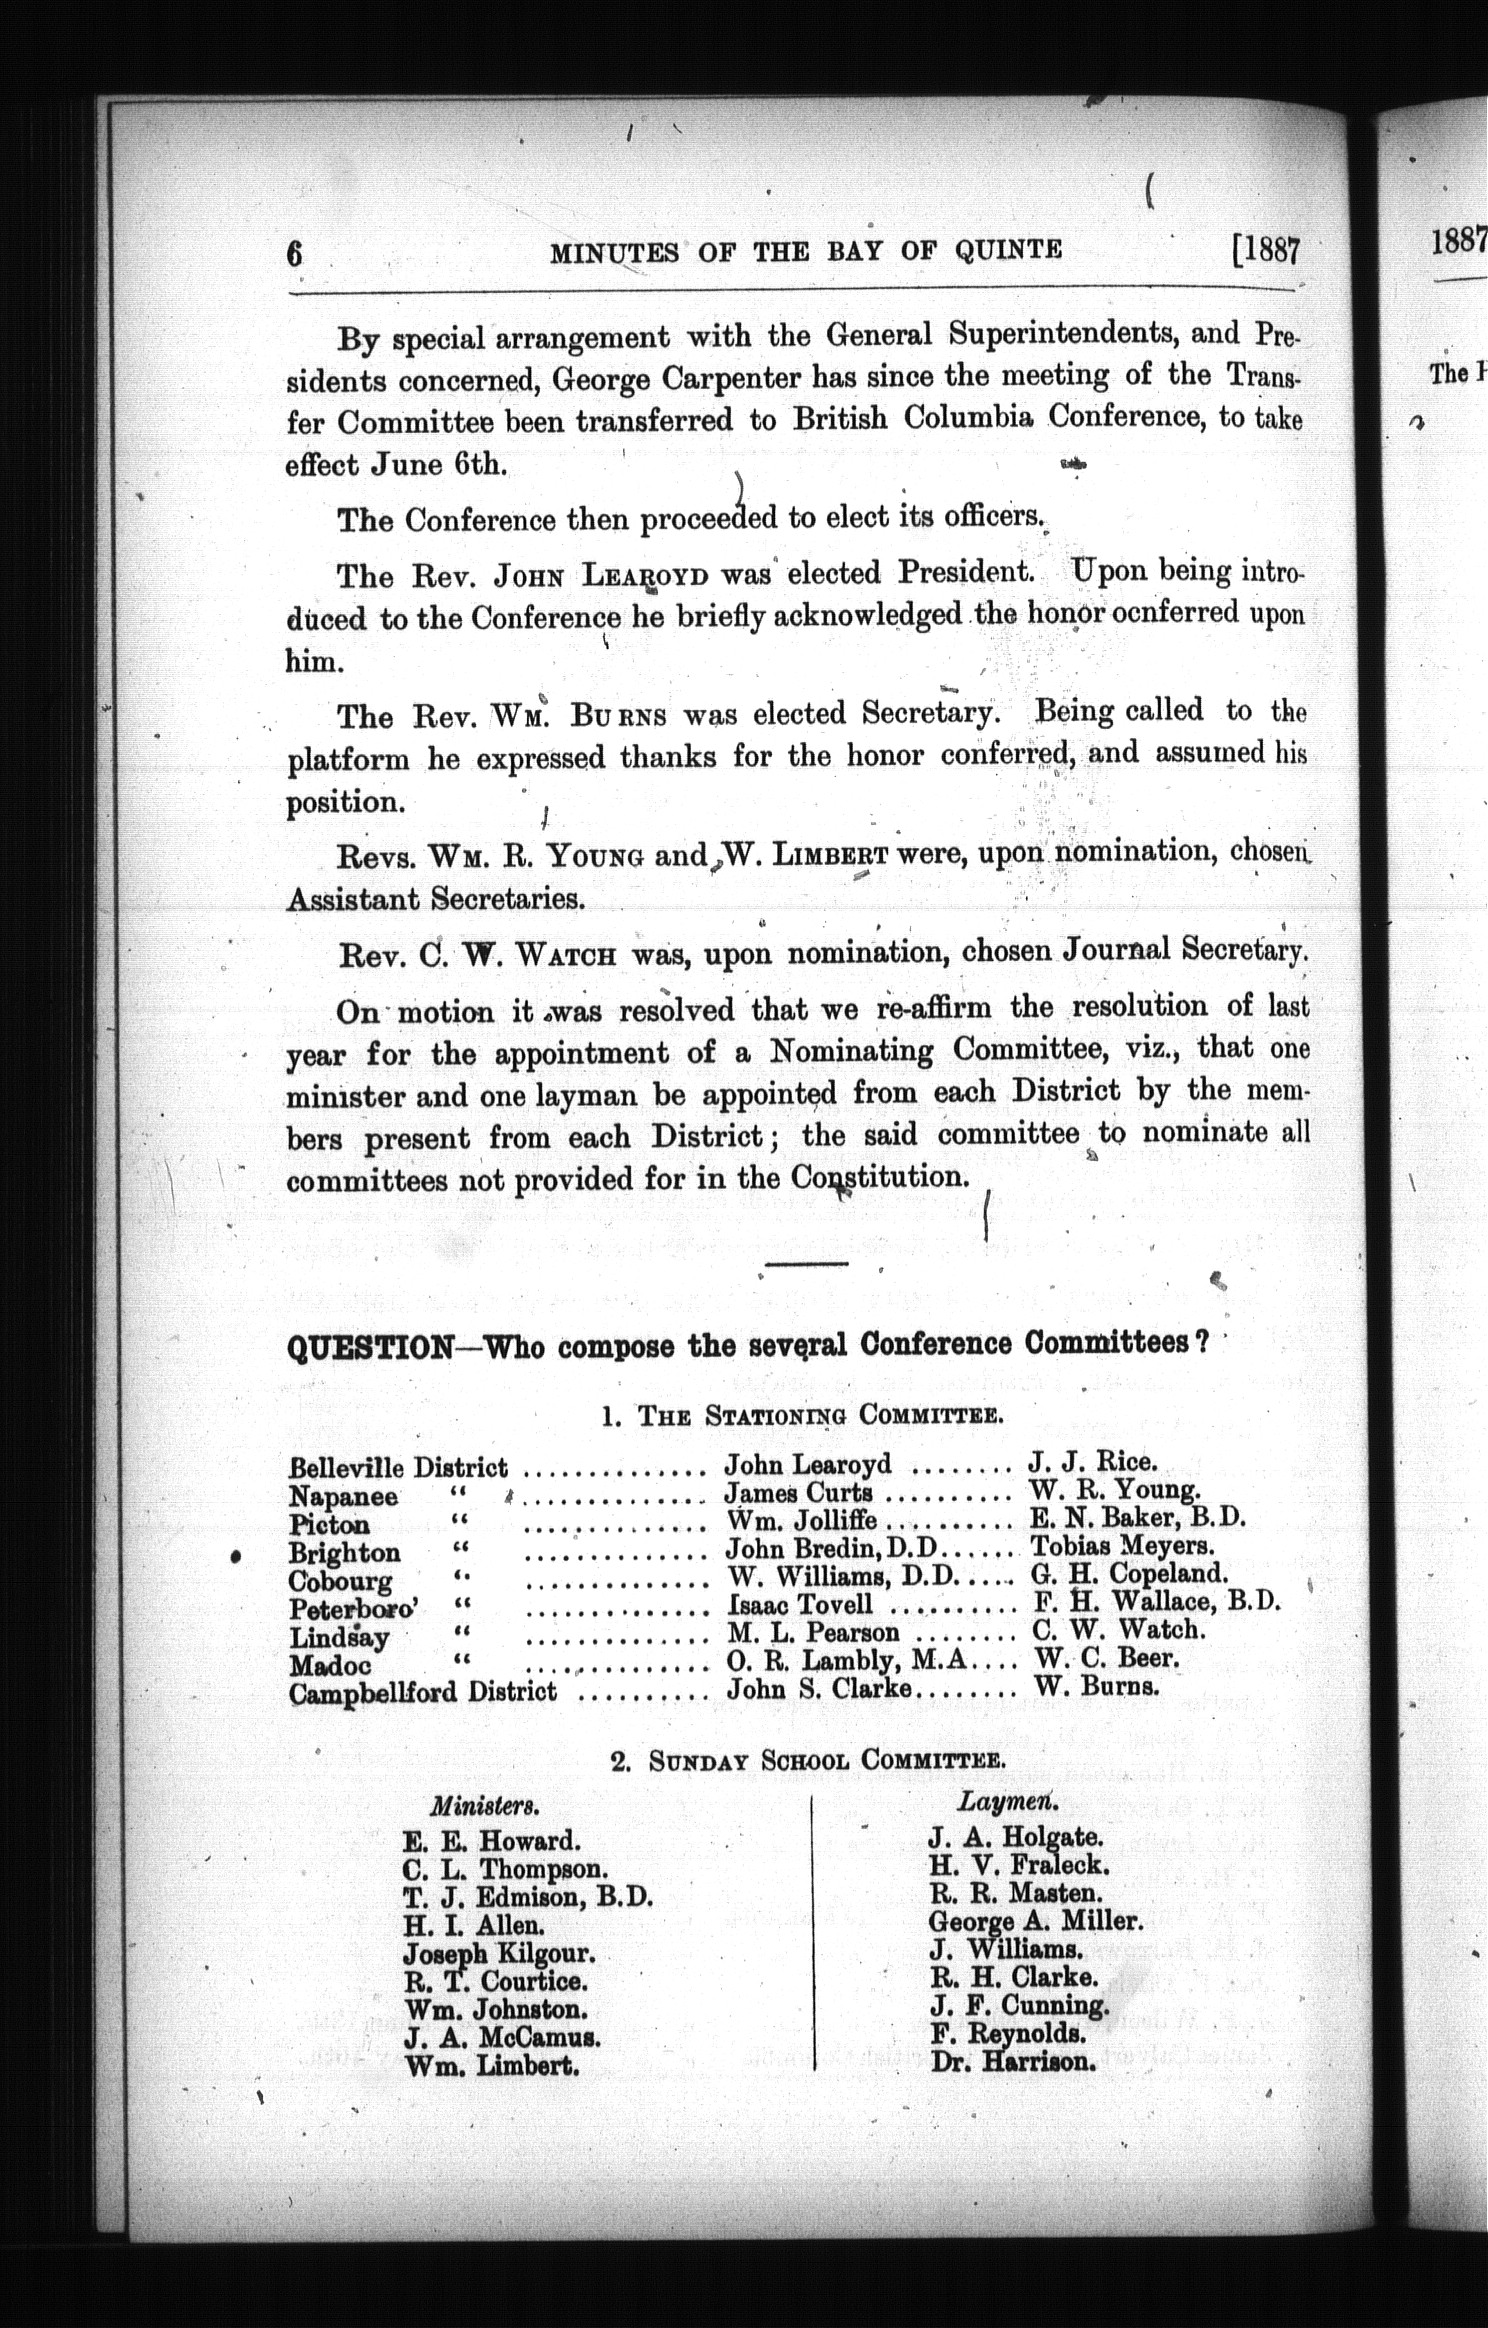 6 MINUTES OF THE BAY OF QUINTE [1887
By special arrangement with the General Superintendents, and Pre-
sidents concerned, George Carpenter has since the meeting of the Trans-
fer Committee been transferred to British Columbia Conference, to take
effect June 6th.
The Conference then proceeded to elect its officers.
The Rev. JOHN LEAROYD was elected President. Upon being intro-
duced to the Conference he briefly acknowledged the honor ocnferred upon
him.
The Rev. WM. BURNS was elected Secretary. Being called to the
platform he expressed thanks for the honor conferred, and assumed his
position.
Revs. WM. R. YOUNG and W. LIMBERT were, upon nomination, chosen
Assistant Secretaries.
Rev. C. W. WATCH was, upon nomination, chosen Journal Secretary.
On motion it was resolved that we re-affirm the resolution of last
year for the appointment of a Nominating Committee, viz., that one
minister and one layman be appointed from each District by the mem-
bers present from each District; the said committee to nominate all
committees not provided for in the Constitution.
QUESTION—Who compose the several Conference Committees?
1. THE STATIONING COMMITTEE.
Belleville District .............. John Learoyd ........ J. J. Rice.
Napanee " .............. James Curts .......... W. R. Young.
Picton " .............. Wm. Jolliffe .......... E. N. Baker, B.D.
Brighton " .............. John Bredin, D.D...... Tobias Meyers.
Cobourg " .............. W. Williams, D.D..... G. H. Copeland.
Peterboro' " .............. Isaac Tovell .......... F. H. Wallace, B.D.
Lindsay " .............. M. L. Pearson ........ C. W. Watch.
Madoc " .............. O. R. Lambly, M.A.... W. C. Beer.
Campbellford District .......... John S. Clarke........ W. Burns.
2. SUNDAY SCHOOL COMMITTEE.
Ministers. Laymen.
E. E. Howard. J. A. Holgate.
C. L. Thompson. H. V. Fraleck.
T. J. Edmison, B.D. R. R. Masten.
H. I. Allen. George A. Miller.
Joseph Kilgour. J. Williams.
R. T. Courtice. R. H. Clarke.
Wm. Johnston. J. F. Cunning.
J. A. McCamus. F. Reynolds.
Wm. Limbert. Dr. Harrison.
1887
The